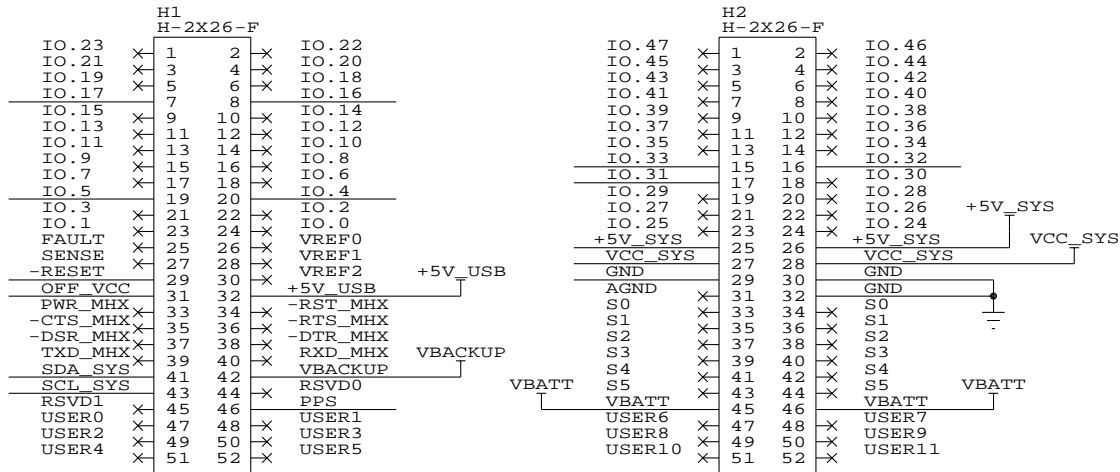 H1
H-2X26-F
IO.23 1 2 IO.22
IO.21 3 4 IO.20
IO.19 5 6 IO.18
IO.17 7 8 IO.16
IO.15 9 10 IO.14
IO.13 11 12 IO.12
IO.11 13 14 IO.10
IO.9 15 16 IO.8
IO.7 17 18 IO.6
IO.5 19 20 IO.4
IO.3 21 22 IO.2
IO.1 23 24 IO.0
FAULT 25 26 VREF0
SENSE 27 28 VREF1
-RESET 29 30 VREF2 +5V_USB
OFF_VCC 31 32 +5V_USB
PWR_MHX 33 34 -RST_MHX
-CTS_MHX 35 36 -RTS_MHX
-DSR_MHX 37 38 -DTR_MHX
TXD_MHX 39 40 RXD_MHX VBACKUP
SDA_SYS 41 42 VBACKUP
SCL_SYS 43 44 RSVD0
RSVD1 45 46 PPS
USER0 47 48 USER1
USER2 49 50 USER3
USER4 51 52 USER5
H2
H-2X26-F
IO.47 1 2 IO.46
IO.45 3 4 IO.44
IO.43 5 6 IO.42
IO.41 7 8 IO.40
IO.39 9 10 IO.38
IO.37 11 12 IO.36
IO.35 13 14 IO.34
IO.33 15 16 IO.32
IO.31 17 18 IO.30
IO.29 19 20 IO.28
IO.27 21 22 IO.26 +5V_SYS
IO.25 23 24 IO.24
+5V_SYS 25 26 +5V_SYS VCC_SYS
VCC_SYS 27 28 VCC_SYS
GND 29 30 GND
AGND 31 32 GND
S0 33 34 S0
S1 35 36 S1
S2 37 38 S2
S3 39 40 S3
S4 41 42 S4
VBATT S5 43 44 S5 VBATT
VBATT 45 46 VBATT
USER6 47 48 USER7
USER8 49 50 USER9
USER10 51 52 USER11